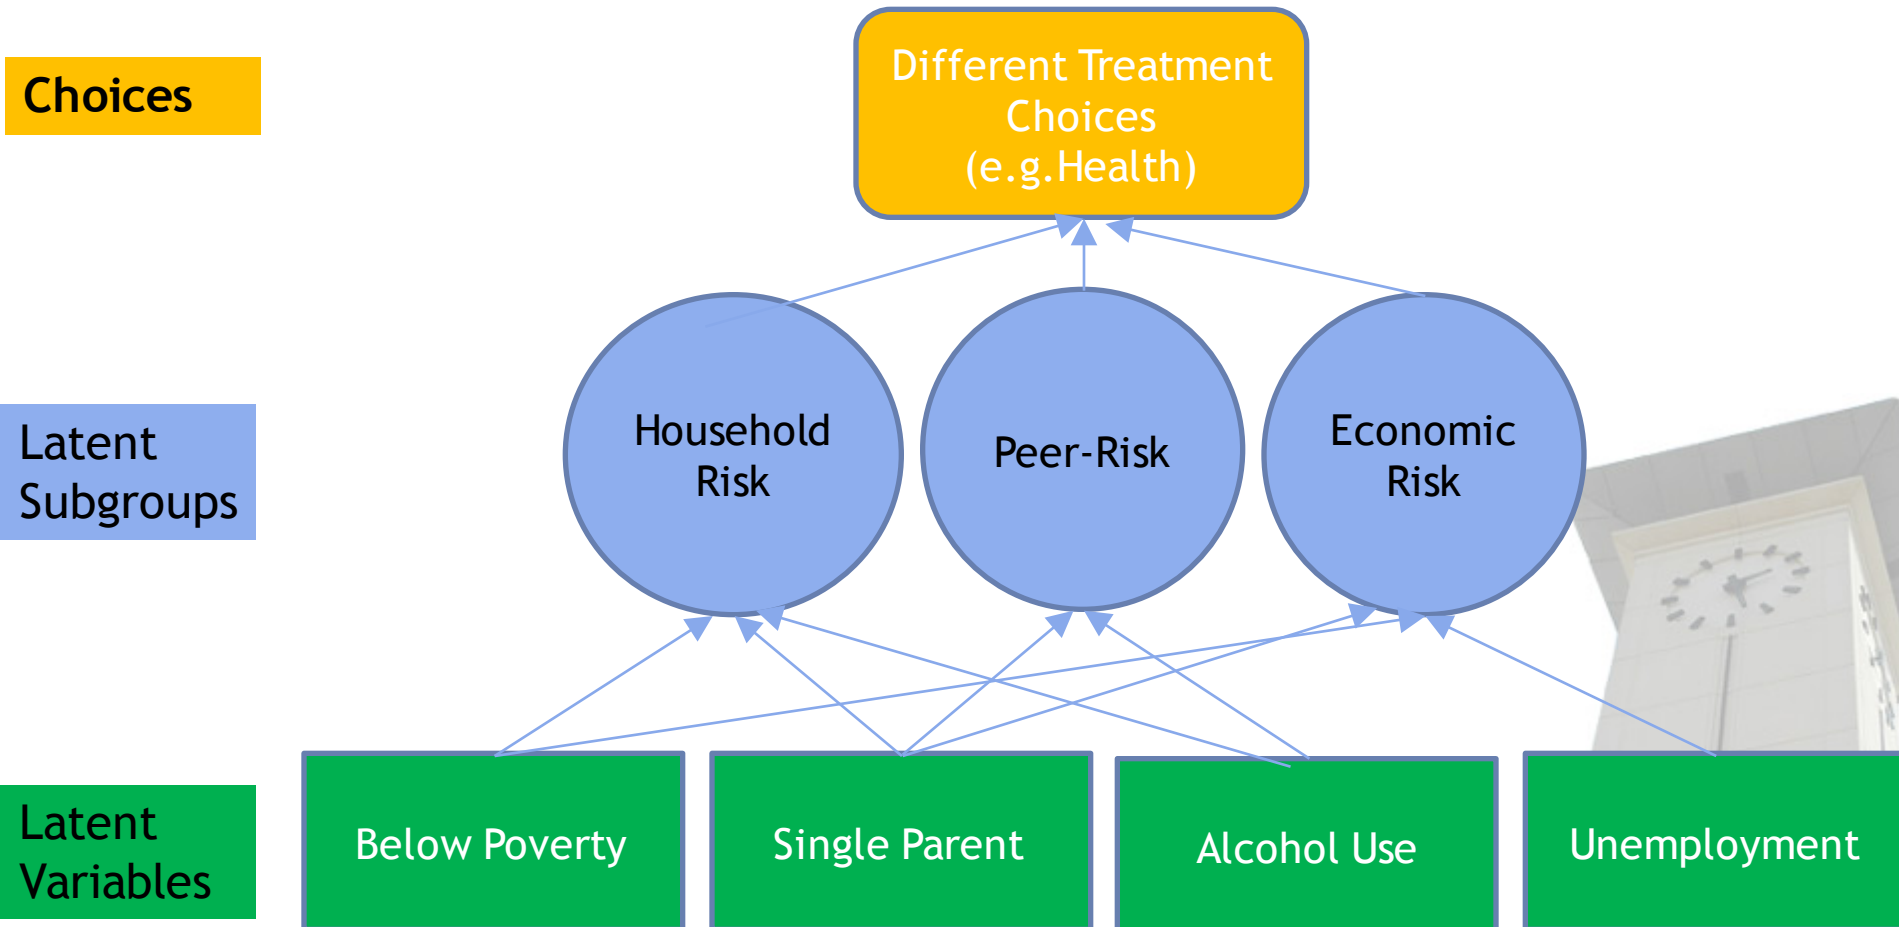 Choices
Different Treatment
Choices
(e.g.Health)
Latent
Subgroups
Household
Risk
Peer-Risk
Economic
Risk
Latent
Variables
Below Poverty
Single Parent
Alcohol Use
Unemployment